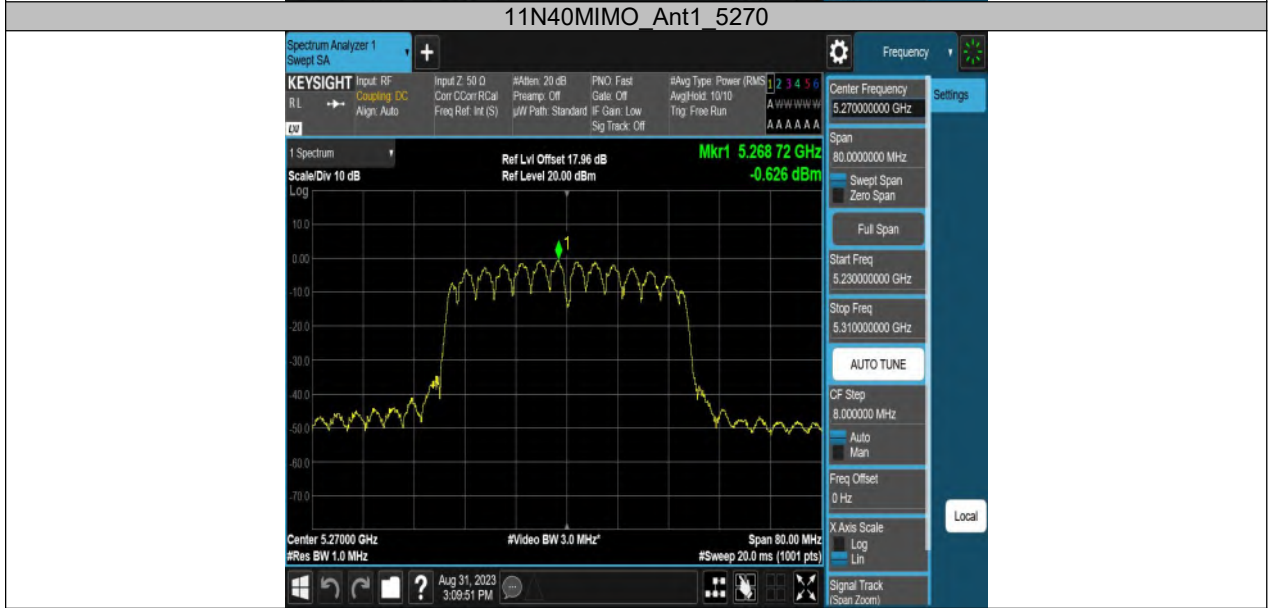 11N40MIMO_Ant1_5270
Spectrum Analyzer 1
Swept SA
+
Frequency
KEYSIGHT
RL
Input: RF
Coupling: DC
Align: Auto
Input Z: 50 Ω
Corr CCorr RCal
Freq Ref: Int (S)
#Atten: 20 dB
Preamp: Off
µW Path: Standard
PNO: Fast
Gate: Off
IF Gain: Low
Sig Track: Off
#Avg Type: Power (RMS
Avg|Hold: 10/10
Trig: Free Run
1 2 3 4 5 6
A W W W W W
A A A A A A
1 Spectrum
Scale/Div 10 dB
Ref Lvl Offset 17.96 dB
Ref Level 20.00 dBm
Mkr1 5.268 72 GHz
-0.626 dBm
Log
10.0
0.00
-10.0
-20.0
-30.0
-40.0
-50.0
-60.0
-70.0
1
Center 5.27000 GHz
#Res BW 1.0 MHz
#Video BW 3.0 MHz*
Span 80.00 MHz
#Sweep 20.0 ms (1001 pts)
Center Frequency
5.270000000 GHz
Settings
Span
80.0000000 MHz
Swept Span
Zero Span
Full Span
Start Freq
5.230000000 GHz
Stop Freq
5.310000000 GHz
AUTO TUNE
CF Step
8.000000 MHz
Auto
Man
Freq Offset
0 Hz
X Axis Scale
Log
Lin
Local
Signal Track
(Span Zoom)
?
Aug 31, 2023
3:09:51 PM